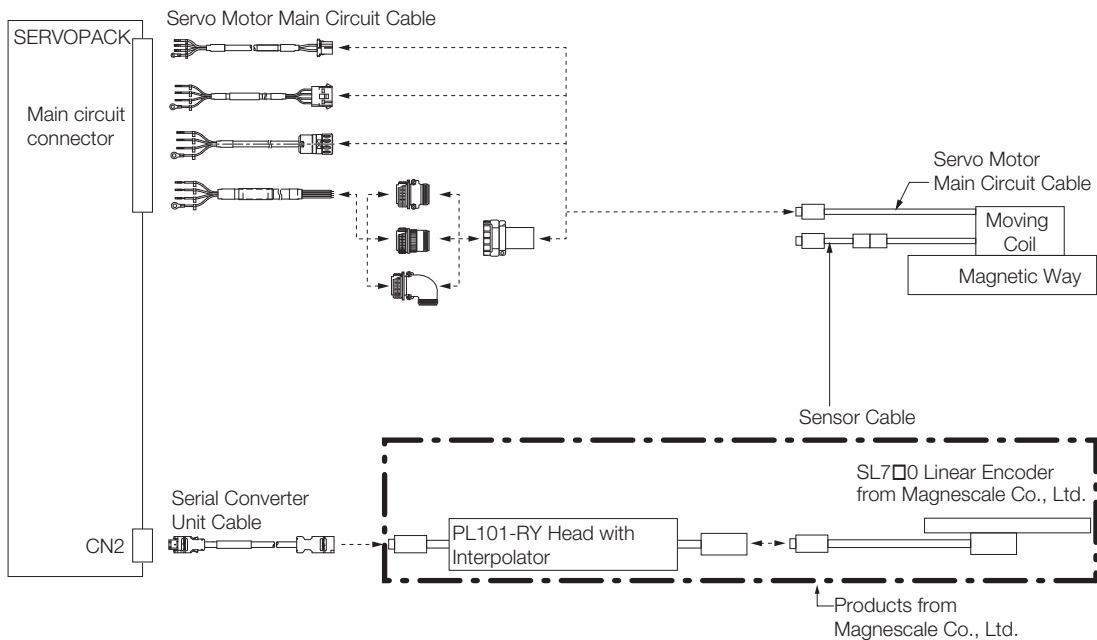 Servo Motor Main Circuit Cable
SERVOPACK
Main circuit
connector
Servo Motor
Main Circuit Cable
Moving
Coil
Magnetic Way
Sensor Cable
SL7□0 Linear Encoder
from Magnescale Co., Ltd.
Serial Converter
Unit Cable
CN2
PL101-RY Head with
Interpolator
Products from
Magnescale Co., Ltd.